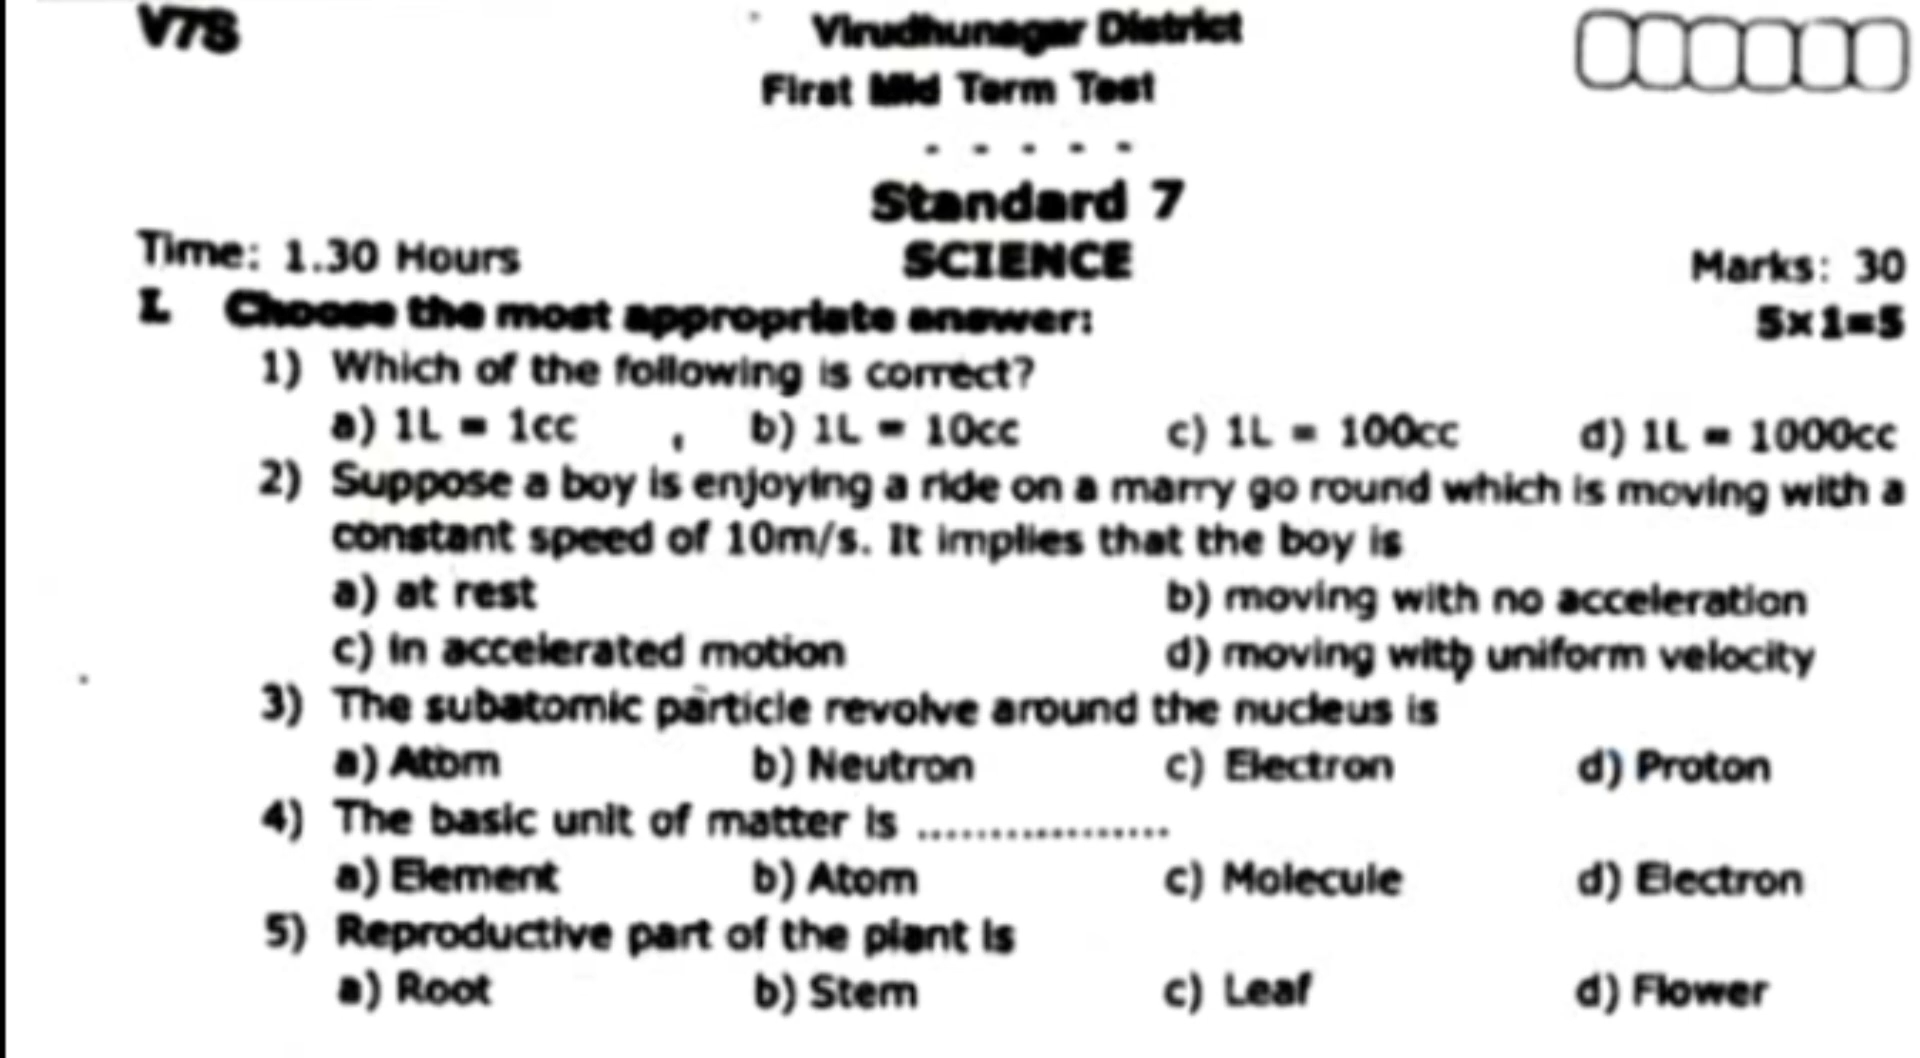 V7S
Virudhunagar District
First Mid Term Test
- - - - -
Standard 7
Time: 1.30 Hours SCIENCE Marks: 30
I. Choose the most appropriate answer: 5×1=5
1) Which of the following is correct?
a) 1L = 1cc b) 1L = 10cc c) 1L = 100cc d) 1L = 1000cc
2) Suppose a boy is enjoying a ride on a marry go round which is moving with a
constant speed of 10m/s. It implies that the boy is
a) at rest b) moving with no acceleration
c) in accelerated motion d) moving with uniform velocity
3) The subatomic particle revolve around the nucleus is
a) Atom b) Neutron c) Electron d) Proton
4) The basic unit of matter is .................
a) Element b) Atom c) Molecule d) Electron
5) Reproductive part of the plant is
a) Root b) Stem c) Leaf d) Flower